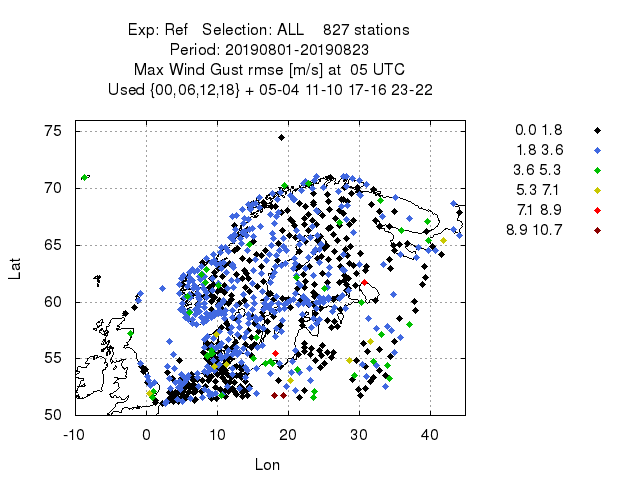 Exp: Ref   Selection: ALL    827 stations
Period: 20190801-20190823
Max Wind Gust rmse [m/s] at  05 UTC
Used {00,06,12,18} + 05-04 11-10 17-16 23-22
75
70
65
60
55
50
Lat
-10 0 10 20 30 40
Lon
0.0 1.8
1.8 3.6
3.6 5.3
5.3 7.1
7.1 8.9
8.9 10.7